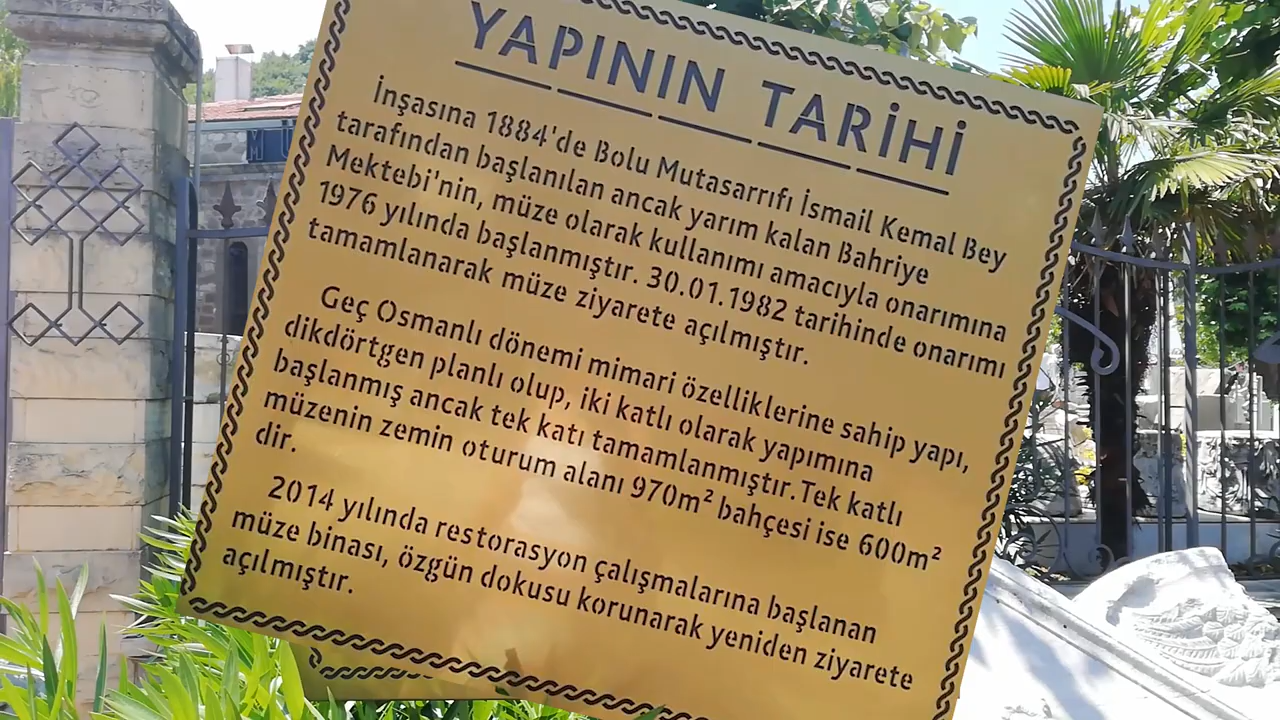 YAPININ TARİHİ
İnşasına 1884'de Bolu Mutasarrıfı İsmail Kemal Bey
tarafından başlanılan ancak yarım kalan Bahriye
Mektebi'nin, müze olarak kullanımı amacıyla onarımına
1976 yılında başlanmıştır. 30.01.1982 tarihinde onarımı
tamamlanarak müze ziyarete açılmıştır.
Geç Osmanlı dönemi mimari özelliklerine sahip yapı,
dikdörtgen planlı olup, iki katlı olarak yapımına
başlanmış ancak tek katı tamamlanmıştır.Tek katlı
müzenin zemin oturum alanı 970m² bahçesi ise 600m²
dir.
2014 yılında restorasyon çalışmalarına başlanan
müze binası, özgün dokusu korunarak yeniden ziyarete
açılmıştır.